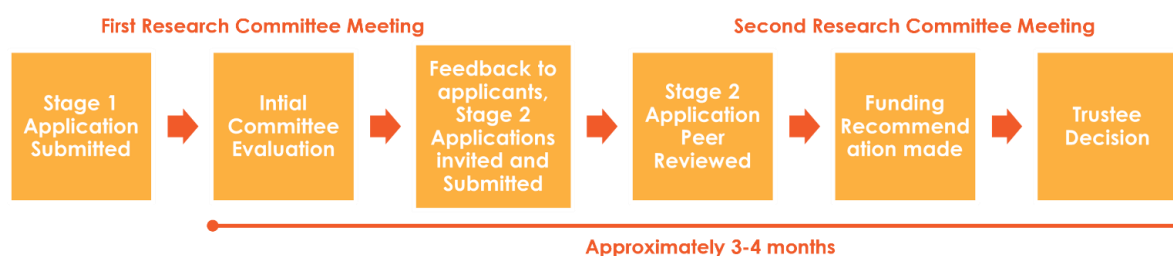 First Research Committee Meeting
Second Research Committee Meeting
Stage 1
Application
Submitted
Intial
Committee
Evaluation
Feedback to
applicants,
Stage 2
Applications
invited and
Submitted
Stage 2
Application
Peer
Reviewed
Funding
Recommend
ation made
Trustee
Decision
Approximately 3-4 months